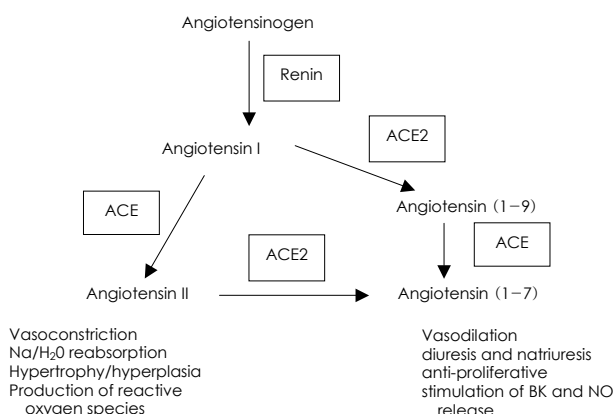 Angiotensinogen
Renin
Angiotensin I
ACE2
ACE
Angiotensin (1−9)
ACE
ACE2
Angiotensin II
Angiotensin (1−7)
Vasoconstriction
Na/H₂0 reabsorption
Hypertrophy/hyperplasia
Production of reactive
oxygen species
Vasodilation
diuresis and natriuresis
anti-proliferative
stimulation of BK and NO
release